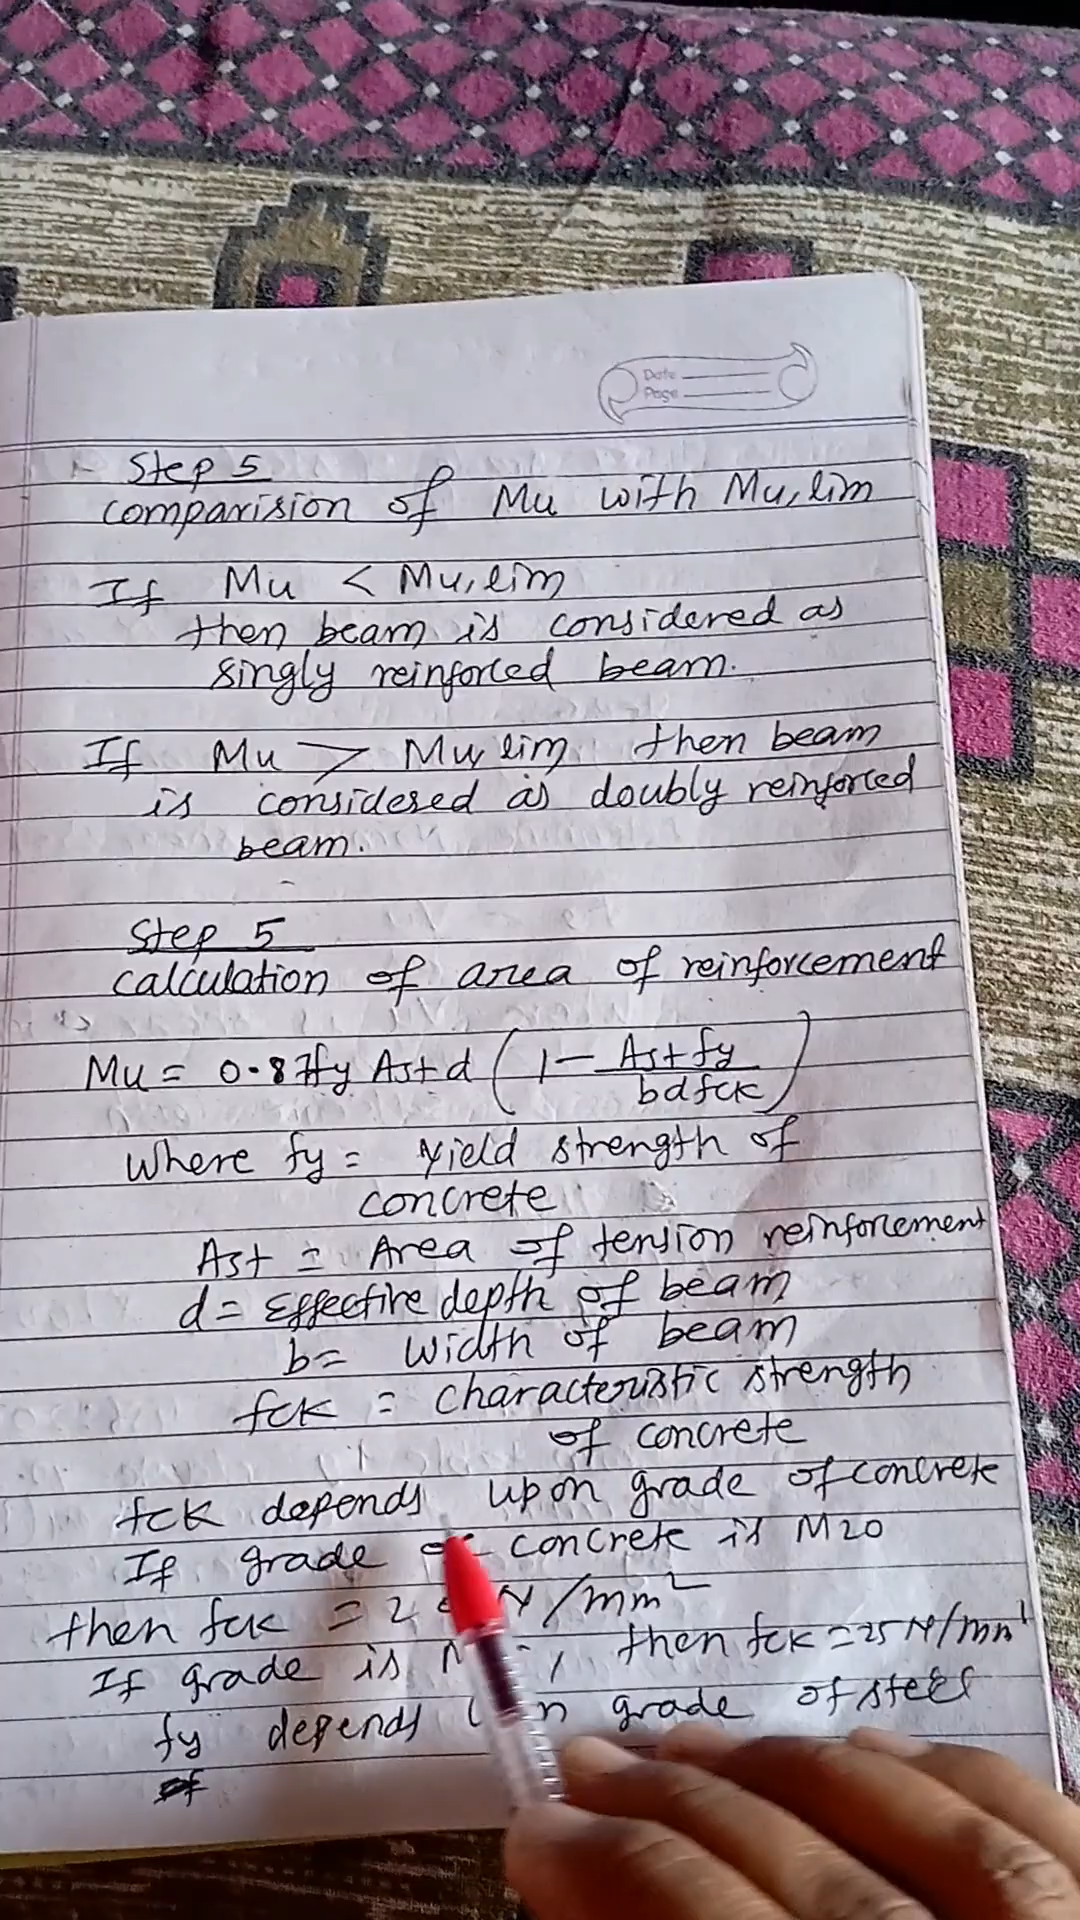 Date
Page
Step 5
comparision of Mu with Mu,lim
If Mu < Mu,lim
then beam is considered as
singly reinforced beam.
If Mu > Mu,lim then beam
is considered as doubly reinforced
beam.
Step 5
calculation of area of reinforcement
Mu = 0.87fy Ast d (1 - Ast fy / bdfck)
Where fy = yield strength of
concrete
Ast = Area of tension reinforcement
d = Effective depth of beam
b = Width of beam
fck = characteristic strength
of concrete
fck depends upon grade of concrete
If grade of concrete is M20
then fck = 2 N/mm²
If grade is M , then fck = 25 N/mm²
fy depends grade of steel